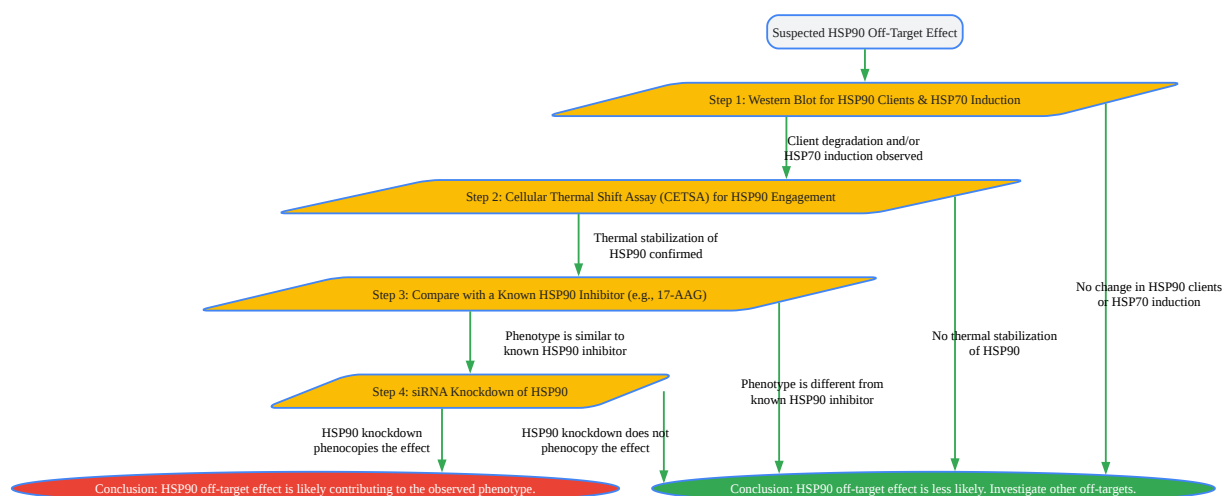 Suspected HSP90 Off-Target Effect
Step 1: Western Blot for HSP90 Clients & HSP70 Induction
Client degradation and/or
HSP70 induction observed
Step 2: Cellular Thermal Shift Assay (CETSA) for HSP90 Engagement
Thermal stabilization of
HSP90 confirmed
Step 3: Compare with a Known HSP90 Inhibitor (e.g., 17-AAG)
No change in HSP90 clients
or HSP70 induction
Phenotype is similar to
known HSP90 inhibitor
No thermal stabilization
of HSP90
Step 4: siRNA Knockdown of HSP90
Phenotype is different from
known HSP90 inhibitor
HSP90 knockdown
phenocopies the effect
HSP90 knockdown does not
phenocopy the effect
Conclusion: HSP90 off-target effect is likely contributing to the observed phenotype.
Conclusion: HSP90 off-target effect is less likely. Investigate other off-targets.